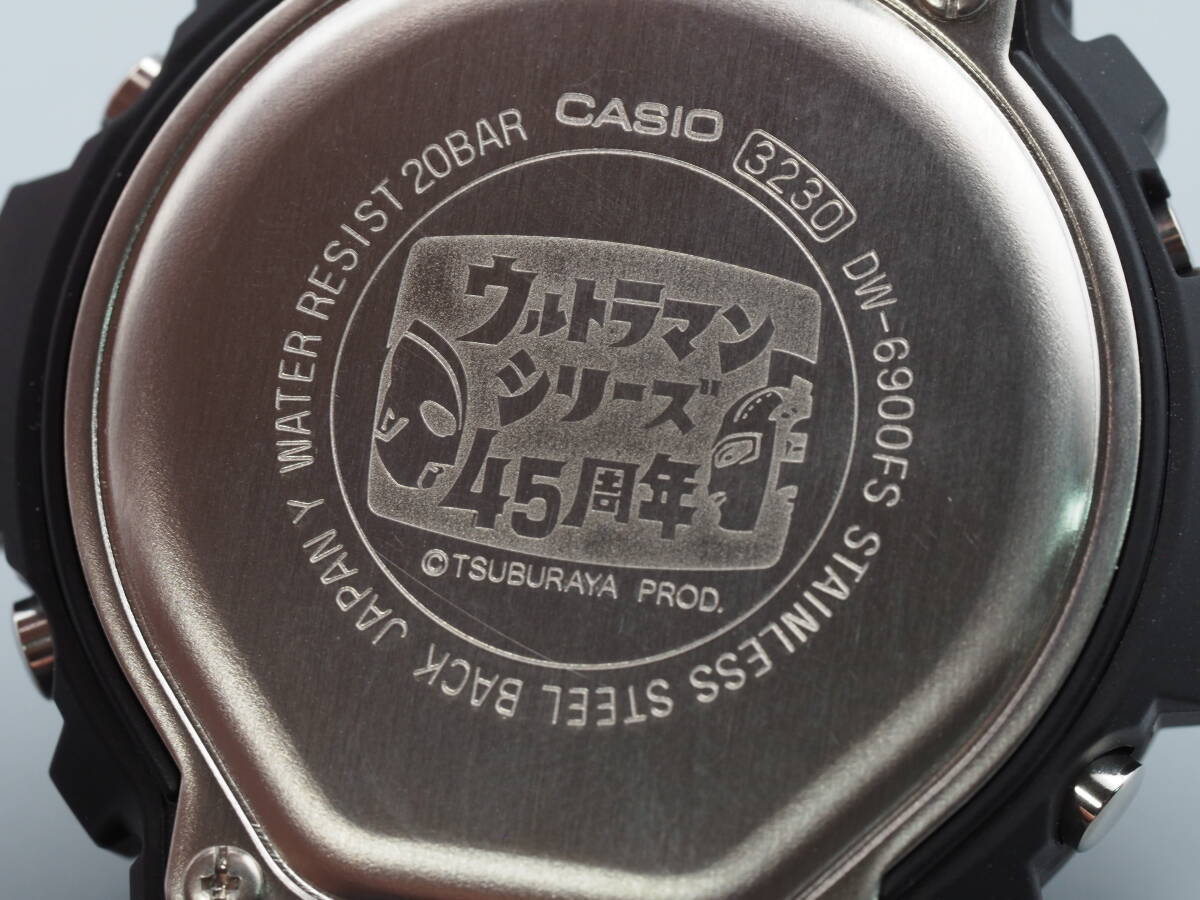 CASIO
3230
DW-6900FS STAINLESS STEEL BACK JAPAN Y WATER RESIST 20BAR
ウルトラマン
シリーズ
45周年
©TSUBURAYA PROD.